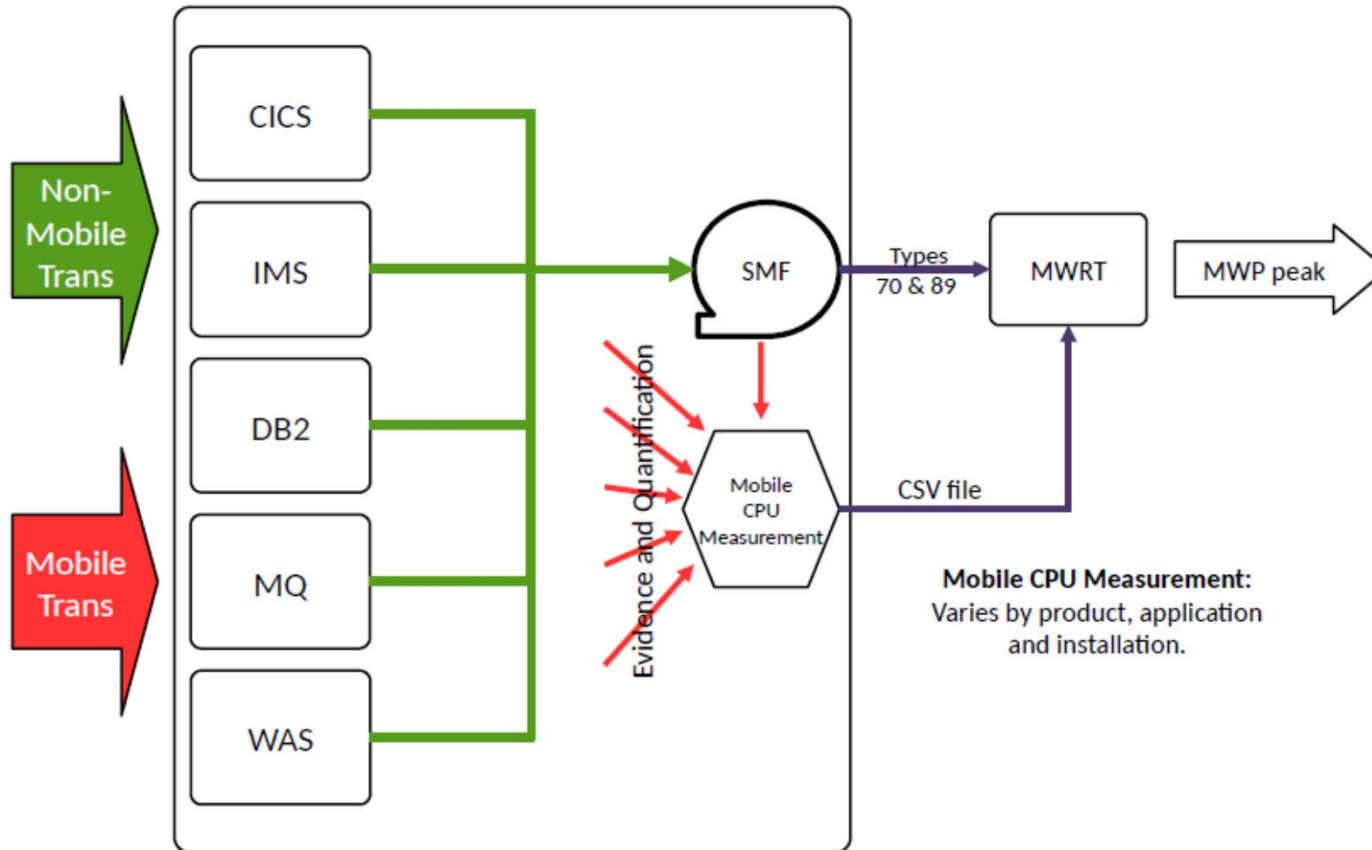 Non-
Mobile
Trans
Mobile
Trans
CICS
IMS
DB2
MQ
WAS
SMF
Types
70 & 89
MWRT
MWP peak
Evidence and Quantification
Mobile
CPU
Measurement
CSV file
Mobile CPU Measurement:
Varies by product, application
and installation.